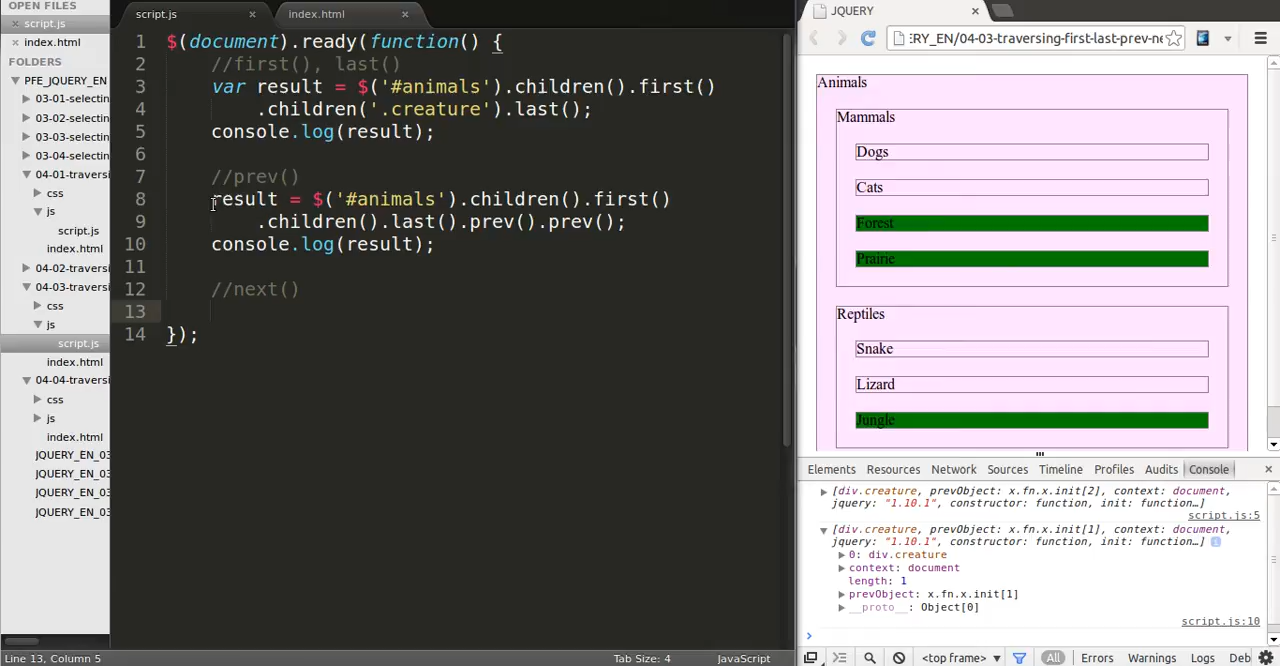 OPEN FILES
script.js
index.html
FOLDERS
PFE_JQUERY_EN
03-01-selectin
03-02-selectin
03-03-selectin
03-04-selectin
04-01-traversi
css
js
script.js
index.html
04-02-traversi
04-03-traversi
css
js
script.js
index.html
04-04-traversi
css
js
index.html
JQUERY_EN_03
JQUERY_EN_03
JQUERY_EN_03
JQUERY_EN_03
script.js
index.html
1 $(document).ready(function() {
2 //first(), last()
3 var result = $('#animals').children().first()
4 .children('.creature').last();
5 console.log(result);
6
7 //prev()
8 result = $('#animals').children().first()
9 .children().last().prev().prev();
10 console.log(result);
11
12 //next()
13
14 });
Line 13, Column 5
Tab Size: 4
JavaScript
JQUERY
ERY_EN/04-03-traversing-first-last-prev-ne
Animals
Mammals
Dogs
Cats
Forest
Prairie
Reptiles
Snake
Lizard
Jungle
Elements Resources Network Sources Timeline Profiles Audits Console
[div.creature, prevObject: x.fn.x.init[2], context: document,
jquery: "1.10.1", constructor: function, init: function…]
script.js:5
[div.creature, prevObject: x.fn.x.init[1], context: document,
jquery: "1.10.1", constructor: function, init: function…]
0: div.creature
context: document
length: 1
prevObject: x.fn.x.init[1]
__proto__: Object[0]
script.js:10
<top frame> All Errors Warnings Logs Deb